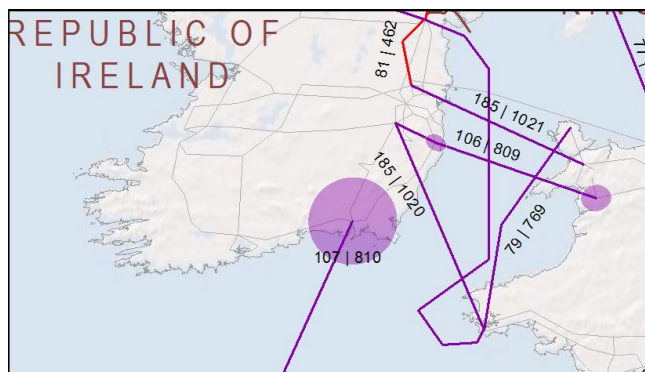 REPUBLIC OF
IRELAND
81 | 462
185 | 1021
106 | 809
185 | 1020
79 | 769
107 | 810